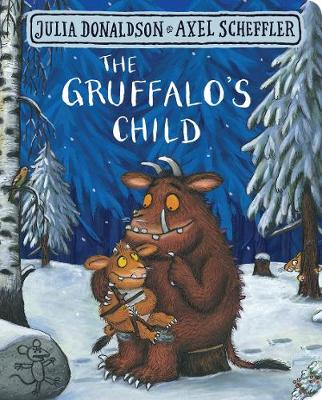 JULIA DONALDSON & AXEL SCHEFFLER
THE
GRUFFALO'S
CHILD